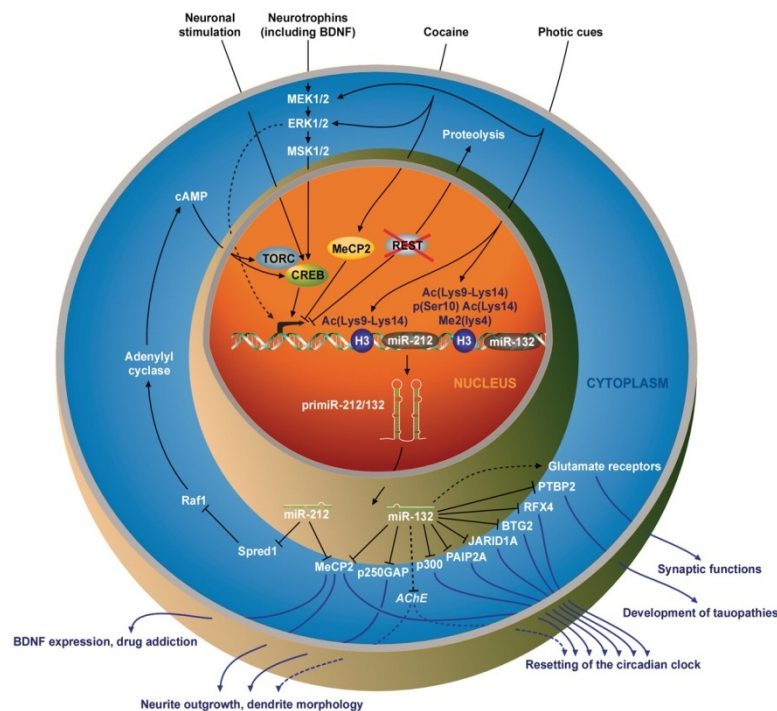 Neuronal
stimulation
Neurotrophins
(including BDNF)
Cocaine
Photic cues
MEK1/2
ERK1/2
MSK1/2
Proteolysis
cAMP
TORC
CREB
MeCP2
REST
Ac(Lys9-Lys14)
Ac(Lys9-Lys14)
p(Ser10) Ac(Lys14)
Me2(lys4)
H3
miR-212
H3
miR-132
Adenylyl
cyclase
NUCLEUS
CYTOPLASM
primiR-212/132
Glutamate receptors
PTBP2
Raf1
miR-212
miR-132
RFX4
BTG2
Spred1
JARID1A
MeCP2
p250GAP
p300
PAIP2A
AChE
Synaptic functions
Development of tauopathies
BDNF expression, drug addiction
Resetting of the circadian clock
Neurite outgrowth, dendrite morphology